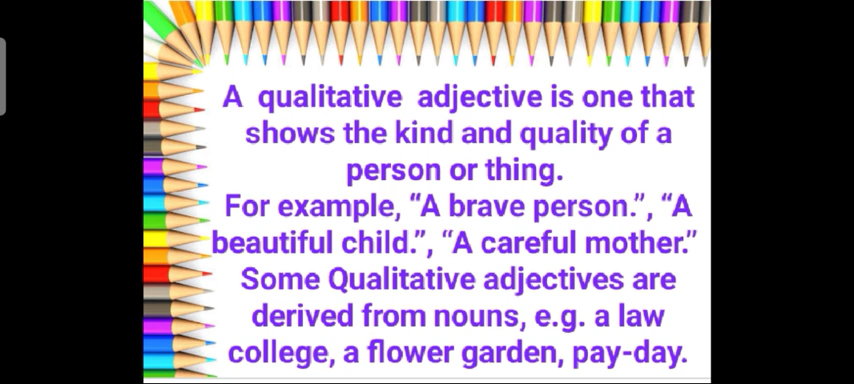 A qualitative adjective is one that
shows the kind and quality of a
person or thing.
For example, “A brave person.”, “A
beautiful child.”, “A careful mother.”
Some Qualitative adjectives are
derived from nouns, e.g. a law
college, a flower garden, pay-day.